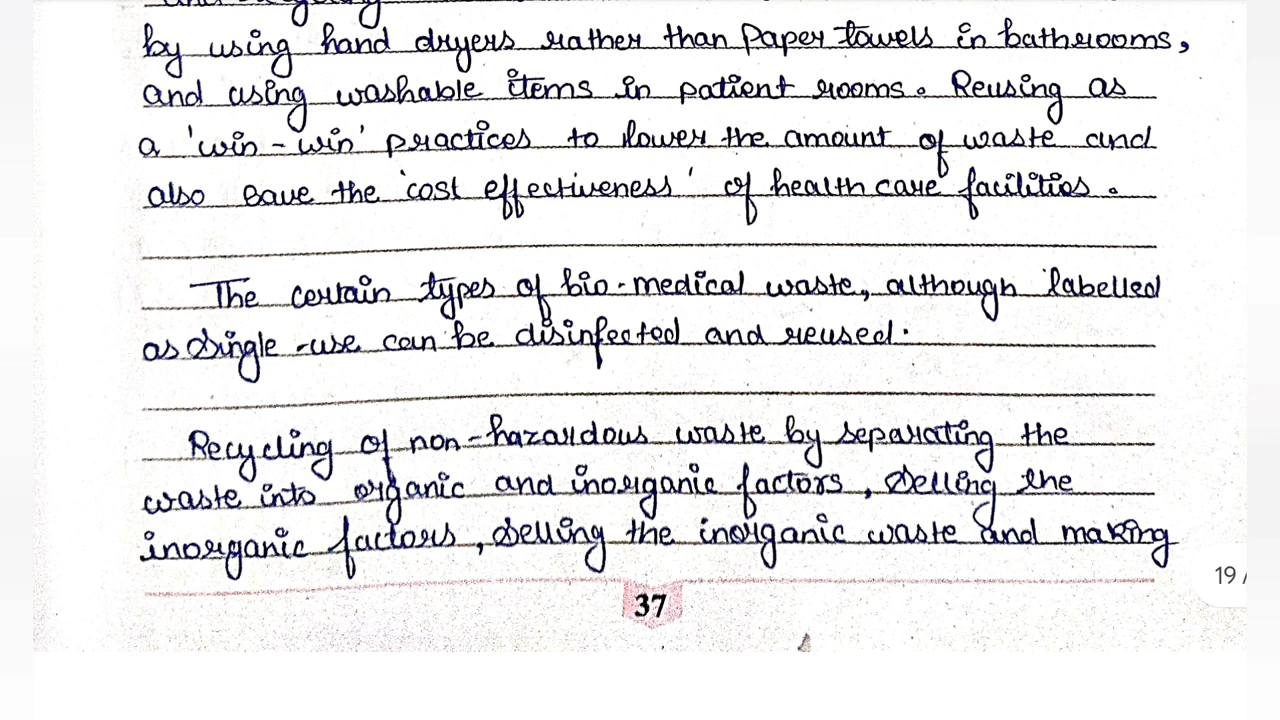 by using hand dryers rather than paper towels in bathrooms,
and using washable items in patient rooms. Reusing as
a 'win-win' practices to lower the amount of waste and
also save the 'cost effectiveness' of health care facilities.
The certain types of bio-medical waste, although labelled
as single-use can be disinfected and reused.
Recycling of non-hazardous waste by separating the
waste into organic and inorganic factors, selling the
inorganic factors, selling the inorganic waste and making
37
19 /